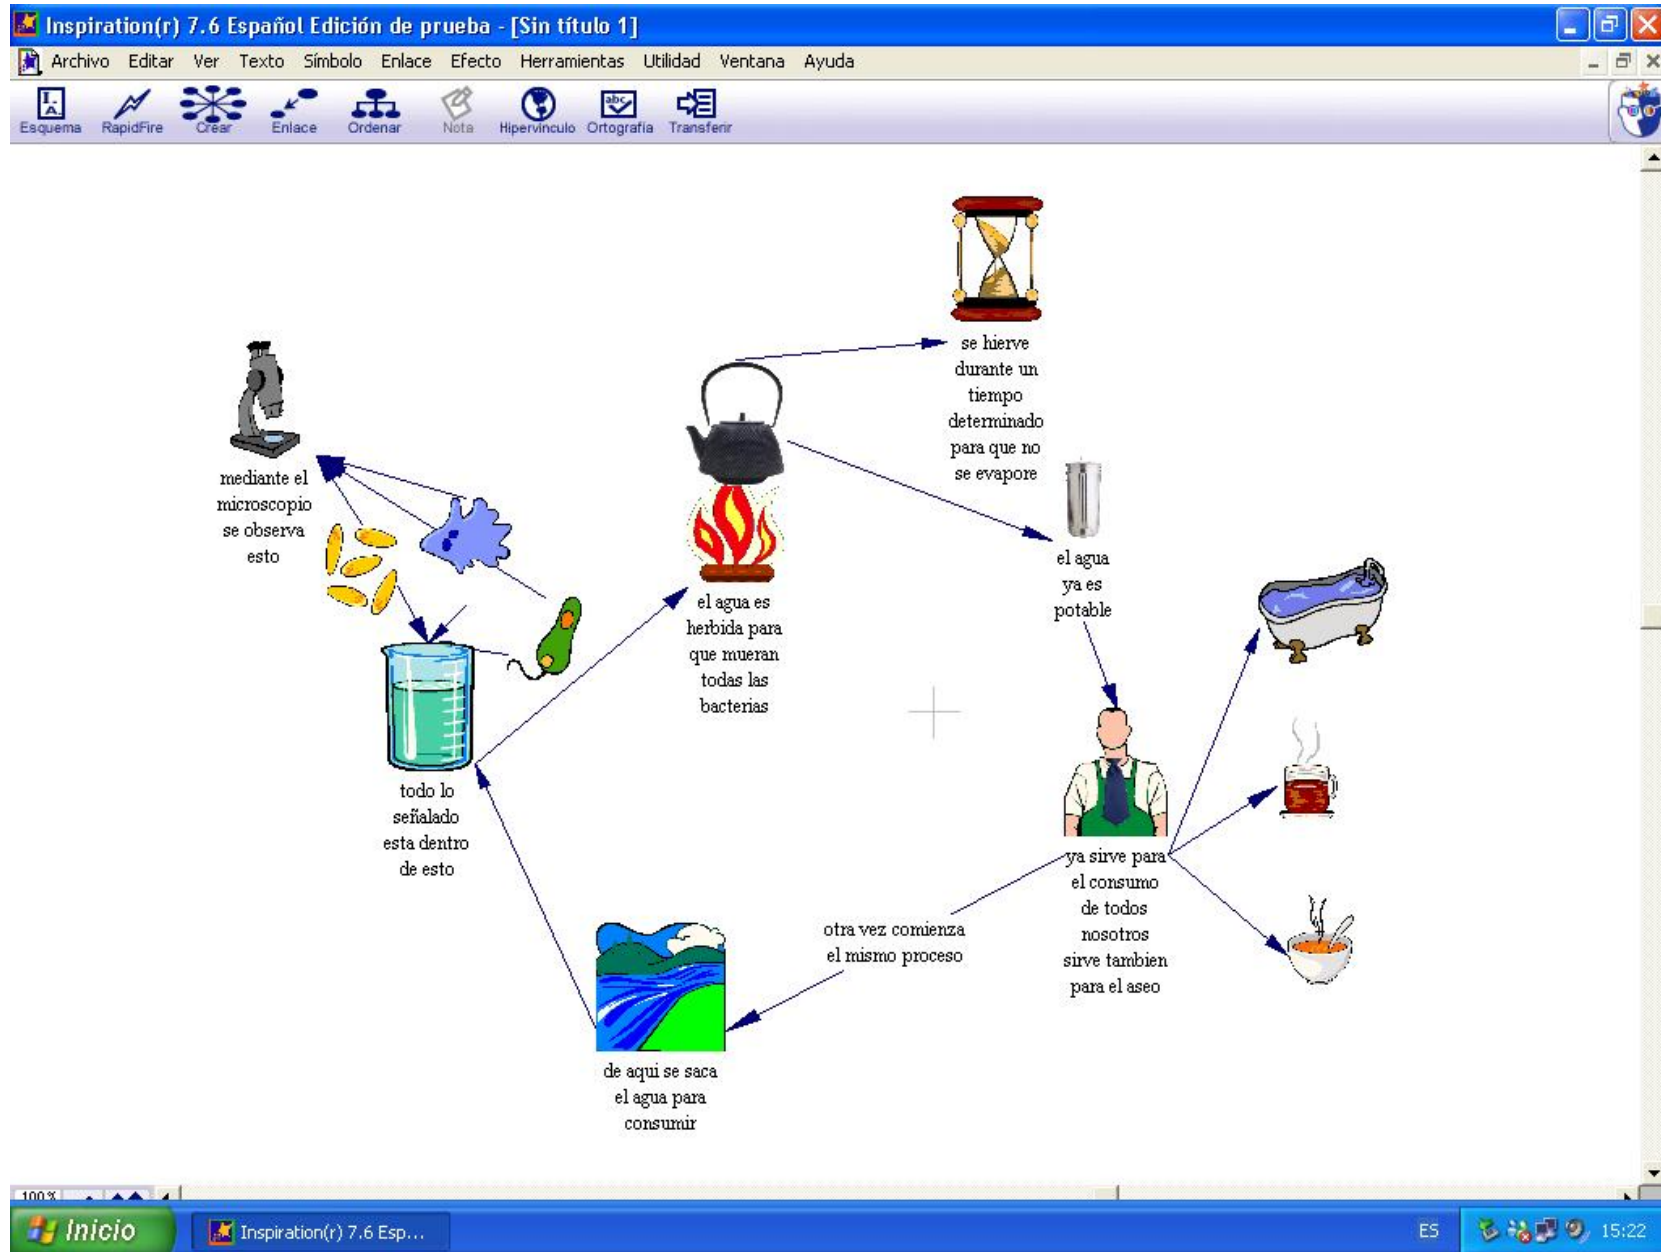 Inspiration(r) 7.6 Español Edición de prueba - [Sin título 1]
Archivo Editar Ver Texto Símbolo Enlace Efecto Herramientas Utilidad Ventana Ayuda
Esquema RapidFire Crear Enlace Ordenar Nota Hipervínculo Ortografía Transferir
se hierve
durante un
tiempo
determinado
para que no
se evapore
mediante el
microscopio
se observa
esto
el agua
ya es
potable
el agua es
herbida para
que mueran
todas las
bacterias
todo lo
señalado
esta dentro
de esto
ya sirve para
el consumo
de todos
nosotros
sirve tambien
para el aseo
otra vez comienza
el mismo proceso
de aqui se saca
el agua para
consumir
100%
Inicio
Inspiration(r) 7.6 Esp...
ES
15:22